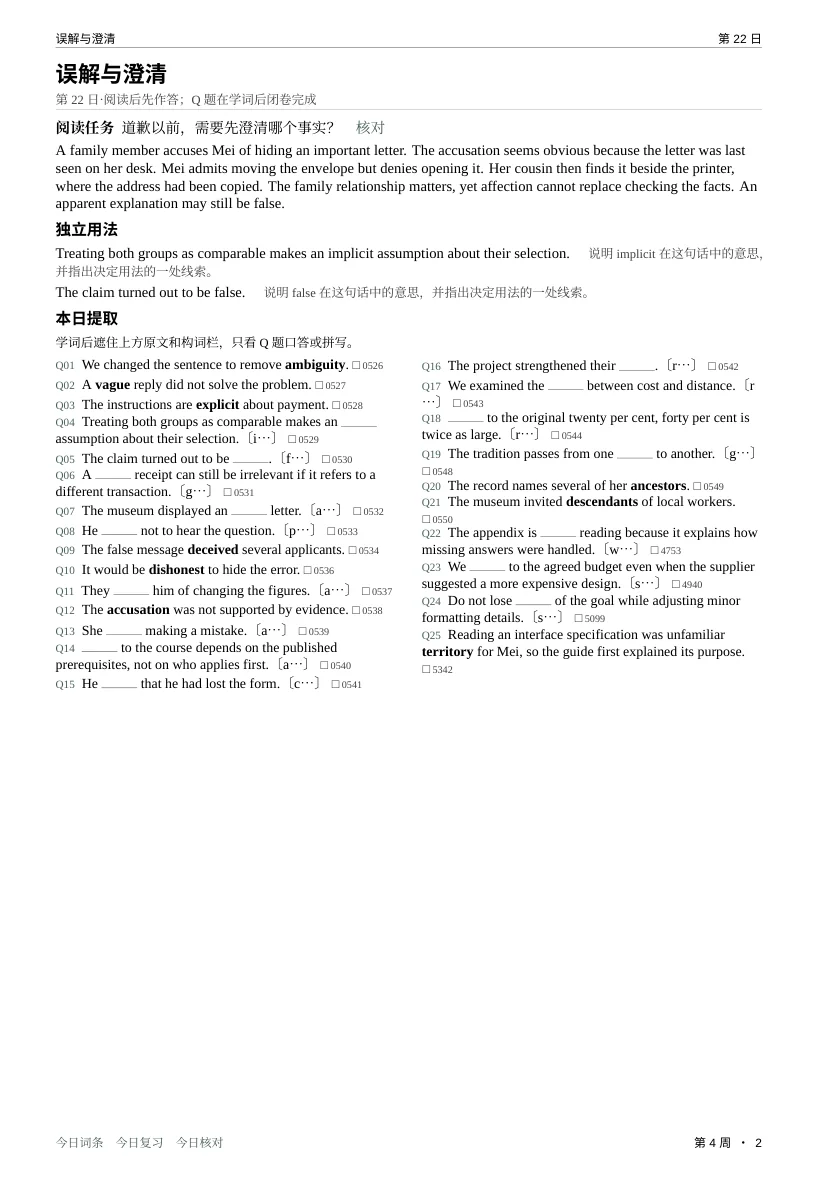 误解与澄清
第 22 日
误解与澄清
第 22 日·阅读后先作答；Q 题在学词后闭卷完成
阅读任务 道歉以前，需要先澄清哪个事实？ 核对
A family member accuses Mei of hiding an important letter. The accusation seems obvious because the letter was last
seen on her desk. Mei admits moving the envelope but denies opening it. Her cousin then finds it beside the printer,
where the address had been copied. The family relationship matters, yet affection cannot replace checking the facts. An
apparent explanation may still be false.
独立用法
Treating both groups as comparable makes an implicit assumption about their selection. 说明 implicit 在这句话中的意思，
并指出决定用法的一处线索。
The claim turned out to be false. 说明 false 在这句话中的意思，并指出决定用法的一处线索。
本日提取
学词后遮住上方原文和构词栏，只看 Q 题口答或拼写。
Q01 We changed the sentence to remove ambiguity. □ 0526
Q02 A vague reply did not solve the problem. □ 0527
Q03 The instructions are explicit about payment. □ 0528
Q04 Treating both groups as comparable makes an _____
assumption about their selection.〔i···〕 □ 0529
Q05 The claim turned out to be _____.〔f···〕 □ 0530
Q06 A _____ receipt can still be irrelevant if it refers to a
different transaction.〔g···〕 □ 0531
Q07 The museum displayed an _____ letter.〔a···〕 □ 0532
Q08 He _____ not to hear the question.〔p···〕 □ 0533
Q09 The false message deceived several applicants. □ 0534
Q10 It would be dishonest to hide the error. □ 0536
Q11 They _____ him of changing the figures.〔a···〕 □ 0537
Q12 The accusation was not supported by evidence. □ 0538
Q13 She _____ making a mistake.〔a···〕 □ 0539
Q14 _____ to the course depends on the published
prerequisites, not on who applies first.〔a···〕 □ 0540
Q15 He _____ that he had lost the form.〔c···〕 □ 0541
Q16 The project strengthened their _____.〔r···〕 □ 0542
Q17 We examined the _____ between cost and distance.〔r
···〕 □ 0543
Q18 _____ to the original twenty per cent, forty per cent is
twice as large.〔r···〕 □ 0544
Q19 The tradition passes from one _____ to another.〔g···〕
□ 0548
Q20 The record names several of her ancestors. □ 0549
Q21 The museum invited descendants of local workers.
□ 0550
Q22 The appendix is _____ reading because it explains how
missing answers were handled.〔w···〕 □ 4753
Q23 We _____ to the agreed budget even when the supplier
suggested a more expensive design.〔s···〕 □ 4940
Q24 Do not lose _____ of the goal while adjusting minor
formatting details.〔s···〕 □ 5099
Q25 Reading an interface specification was unfamiliar
territory for Mei, so the guide first explained its purpose.
□ 5342
今日词条 今日复习 今日核对
第 4 周 · 2